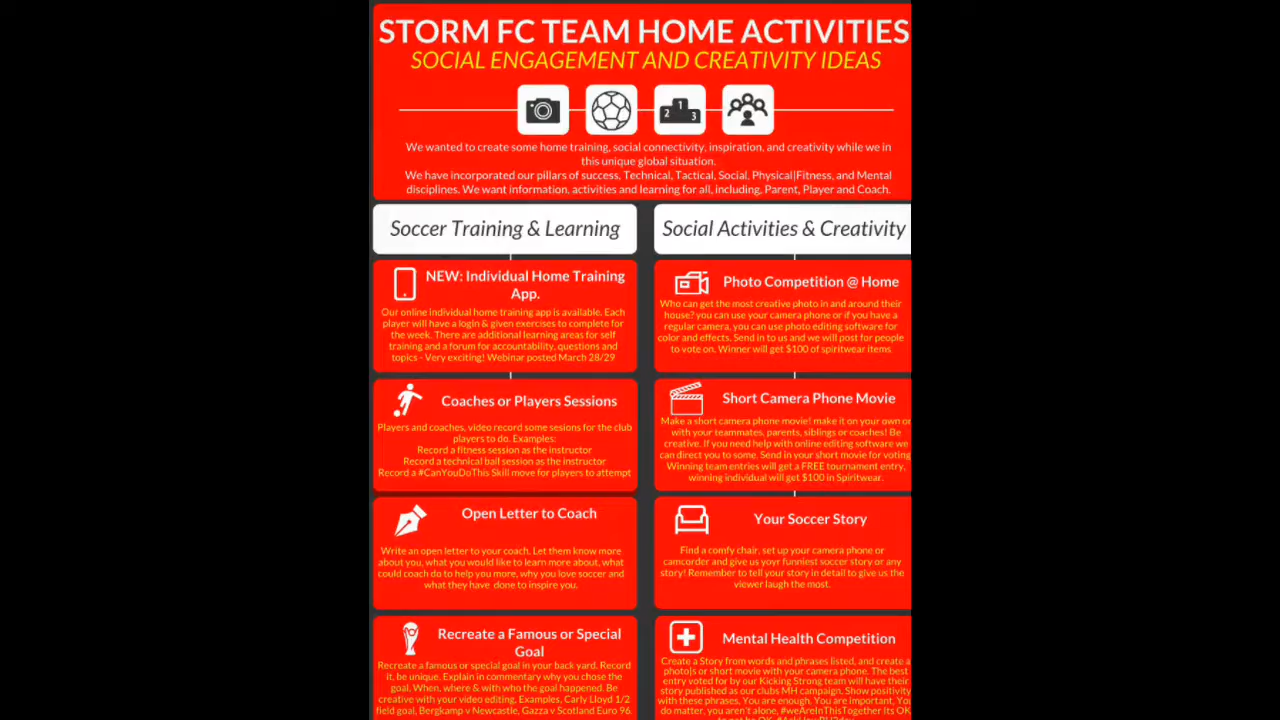 STORM FC TEAM HOME ACTIVITIES
SOCIAL ENGAGEMENT AND CREATIVITY IDEAS
1
2
3
We wanted to create some home training, social connectivity, inspiration, and creativity while we in
this unique global situation.
We have incorporated our pillars of success, Technical, Tactical, Social, Physical|Fitness, and Mental
disciplines. We want information, activities and learning for all, including, Parent, Player and Coach.
Soccer Training & Learning
NEW: Individual Home Training
App.
Our online individual home training app is available. Each
player will have a login & given exercises to complete for
the week. There are additional learning areas for self
training and a forum for accountability, questions and
topics - Very exciting! Webinar posted March 28/29
Coaches or Players Sessions
Players and coaches, video record some sesions for the club
players to do. Examples:
Record a fitness session as the instructor
Record a technical ball session as the instructor
Record a #CanYouDoThis Skill move for players to attempt
Open Letter to Coach
Write an open letter to your coach. Let them know more
about you, what you would like to learn more about, what
could coach do to help you more, why you love soccer and
what they have done to inspire you.
Recreate a Famous or Special
Goal
Recreate a famous or special goal in your back yard. Record
it, be unique. Explain in commentary why you chose the
goal, When, where & with who the goal happened. Be
creative with your video editing, Examples, Carly Lloyd 1/2
field goal, Bergkamp v Newcastle, Gazza v Scotland Euro 96.
Social Activities & Creativity
Photo Competition @ Home
Who can get the most creative photo in and around their
house? you can use your camera phone or if you have a
regular camera, you can use photo editing software for
color and effects. Send in to us and we will post for people
to vote on. Winner will get $100 of spiritwear items
Short Camera Phone Movie
Make a short camera phone movie! make it on your own or
with your teammates, parents, siblings or coaches! Be
creative. If you need help with online editing software we
can direct you to some. Send in your short movie for voting
Winning team entries will get a FREE tournament entry,
winning individual will get $100 in Spiritwear.
Your Soccer Story
Find a comfy chair, set up your camera phone or
camcorder and give us yoyr funniest soccer story or any
story! Remember to tell your story in detail to give us the
viewer laugh the most.
Mental Health Competition
Create a Story from words and phrases listed, and create a
photo|s or short movie with your camera phone. The best
entry voted for by our Kicking Strong team will have their
story published as our clubs MH campaign. Show positivity
with these phrases, You are enough, You are important, You
do matter, you aren't alone, #weAreInThisTogether Its OK